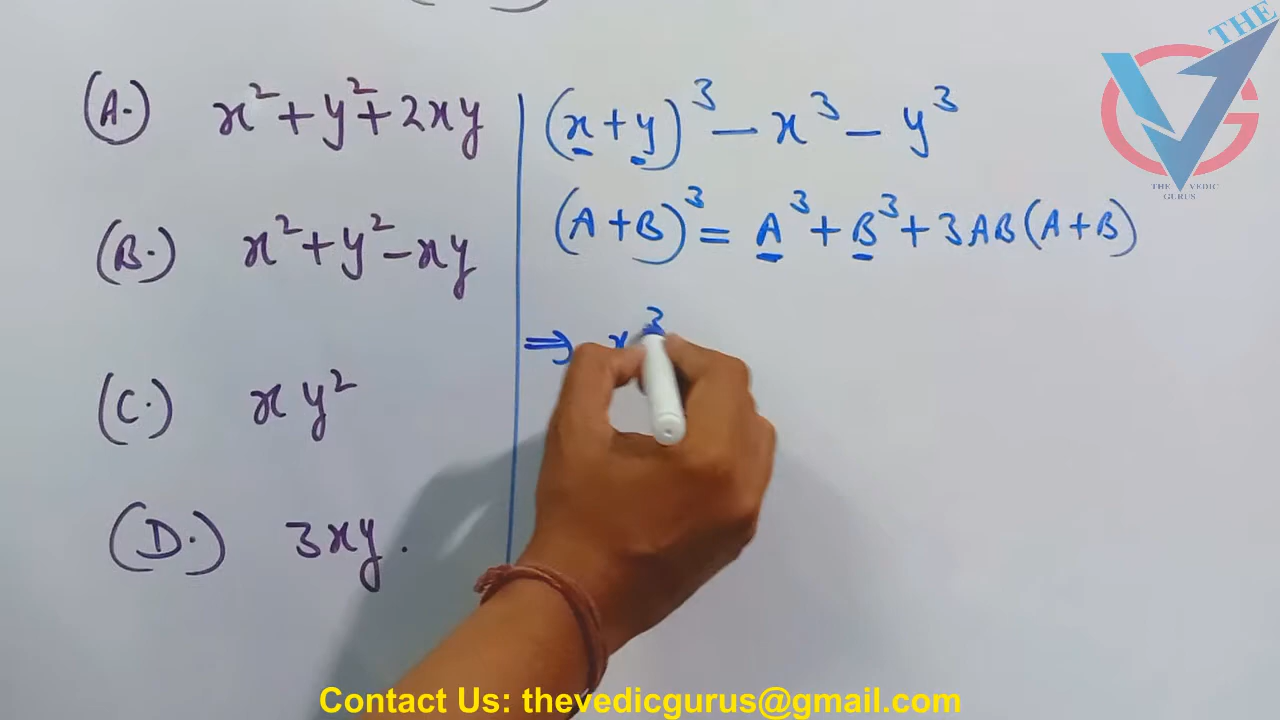 (A.) x²+y²+2xy
(B.) x²+y²-xy
(C.) xy²
(D.) 3xy.
(x+y)³-x³-y³
(A+B)³=A³+B³+3AB(A+B)
⇒ x³
THE
THE VEDIC
GURUS
Contact Us: thevedicgurus@gmail.com